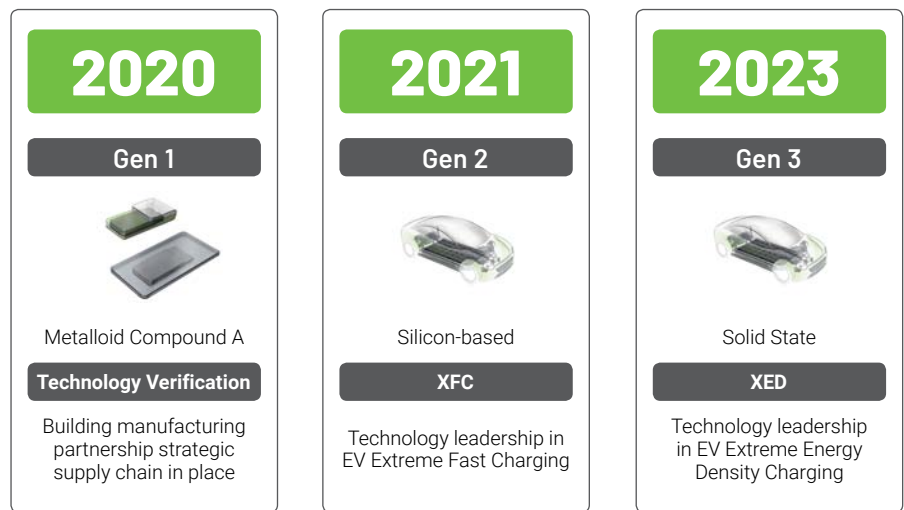 2020
Gen 1
Metalloid Compound A
Technology Verification
Building manufacturing
partnership strategic
supply chain in place
2021
Gen 2
Silicon-based
XFC
Technology leadership in
EV Extreme Fast Charging
2023
Gen 3
Solid State
XED
Technology leadership
in EV Extreme Energy
Density Charging